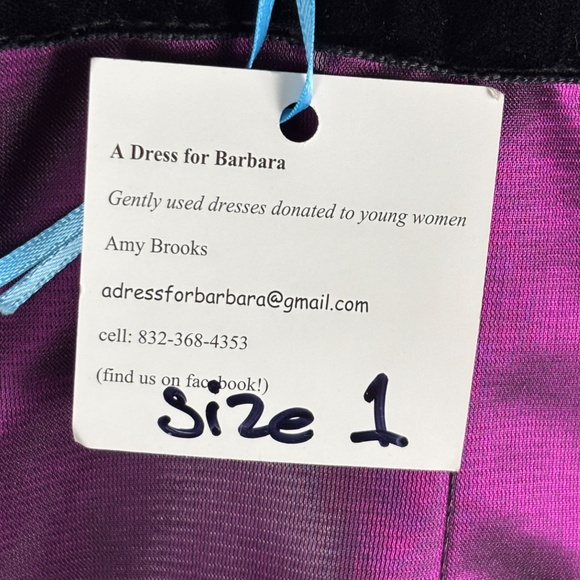 A Dress for Barbara
Gently used dresses donated to young women
Amy Brooks
adressforbarbara@gmail.com
cell: 832-368-4353
(find us on facebook!)
Size 1